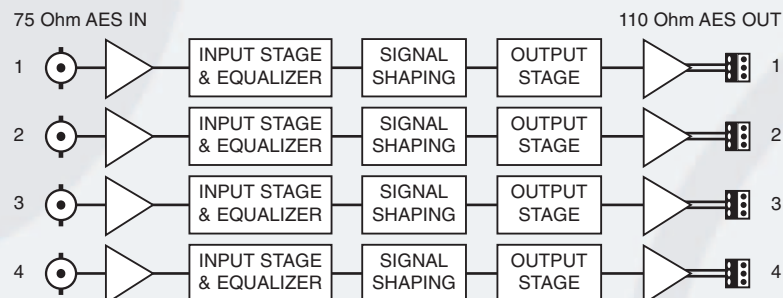 75 Ohm AES IN 110 Ohm AES OUT
1 INPUT STAGE SIGNAL OUTPUT 1
& EQUALIZER SHAPING STAGE
2 INPUT STAGE SIGNAL OUTPUT 2
& EQUALIZER SHAPING STAGE
3 INPUT STAGE SIGNAL OUTPUT 3
& EQUALIZER SHAPING STAGE
4 INPUT STAGE SIGNAL OUTPUT 4
& EQUALIZER SHAPING STAGE